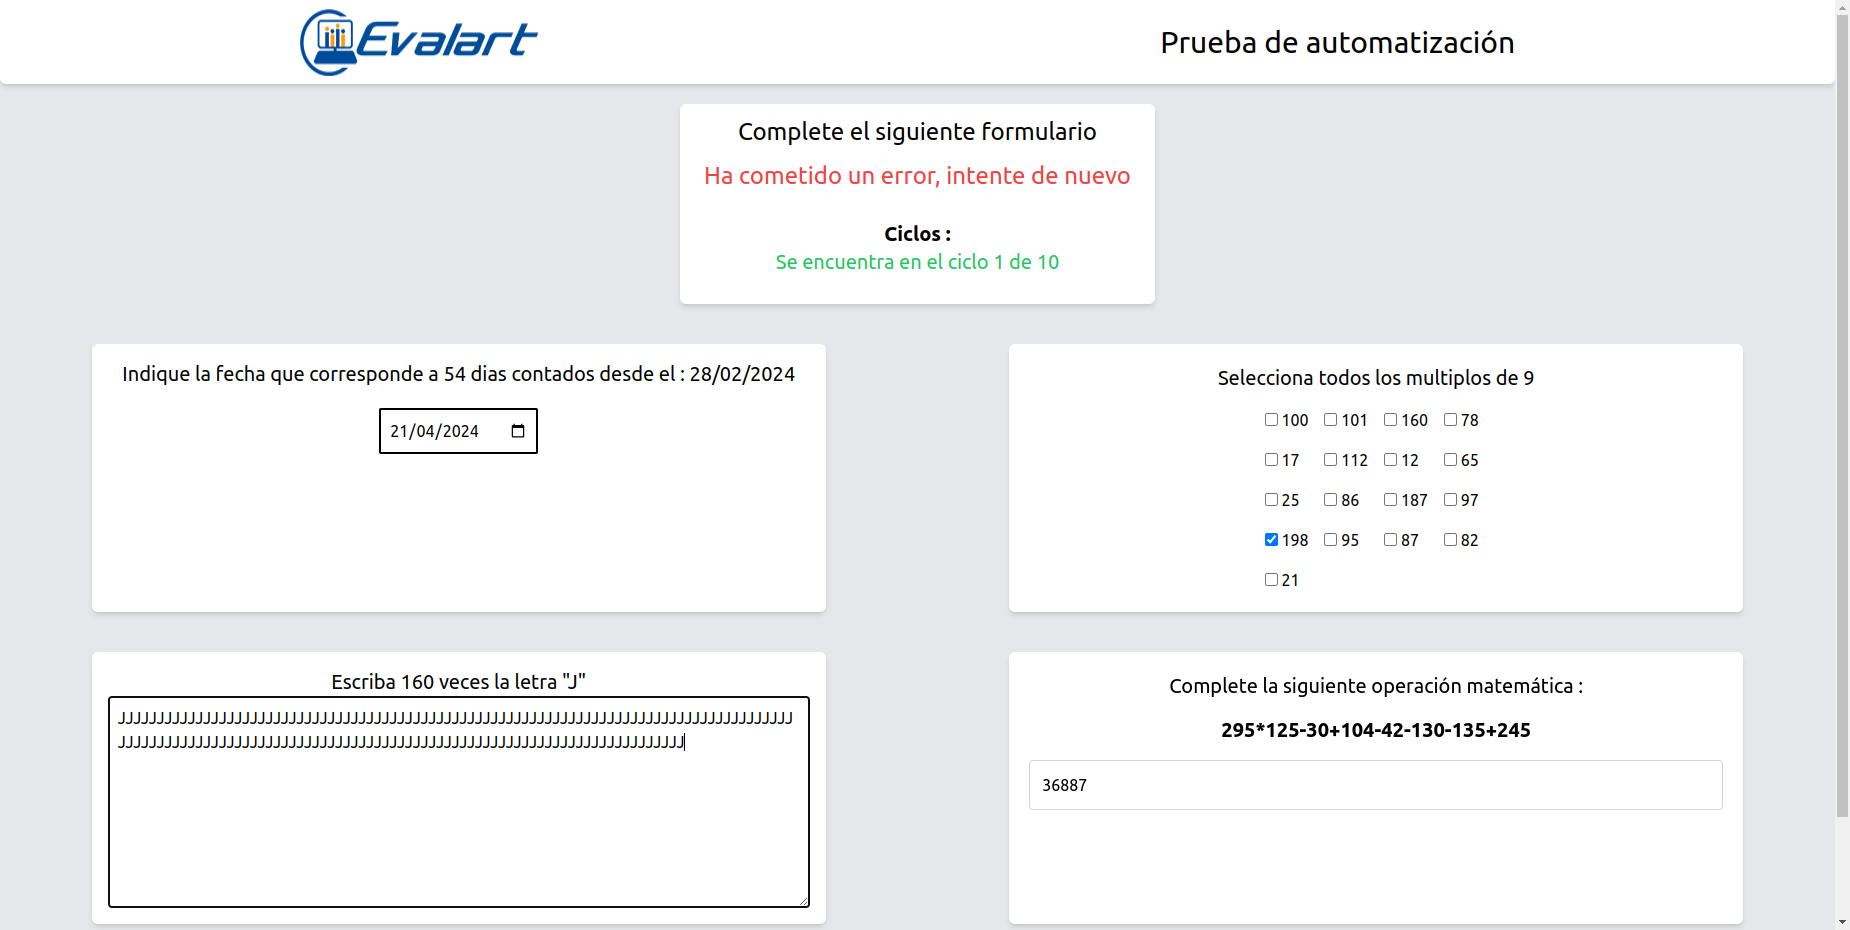 Evalart
Prueba de automatización
Complete el siguiente formulario
Ha cometido un error, intente de nuevo
Ciclos :
Se encuentra en el ciclo 1 de 10
Indique la fecha que corresponde a 54 dias contados desde el : 28/02/2024
21/04/2024
Selecciona todos los multiplos de 9
100 101 160 78
17 112 12 65
25 86 187 97
198 95 87 82
21
Escriba 160 veces la letra "J"
JJJJJJJJJJJJJJJJJJJJJJJJJJJJJJJJJJJJJJJJJJJJJJJJJJJJJJJJJJJJJJJJJJJJJJJJJJJJJJJJJJJJJJJ
JJJJJJJJJJJJJJJJJJJJJJJJJJJJJJJJJJJJJJJJJJJJJJJJJJJJJJJJJJJJJJJJJJJJJJJJJ
Complete la siguiente operación matemática :
295*125-30+104-42-130-135+245
36887